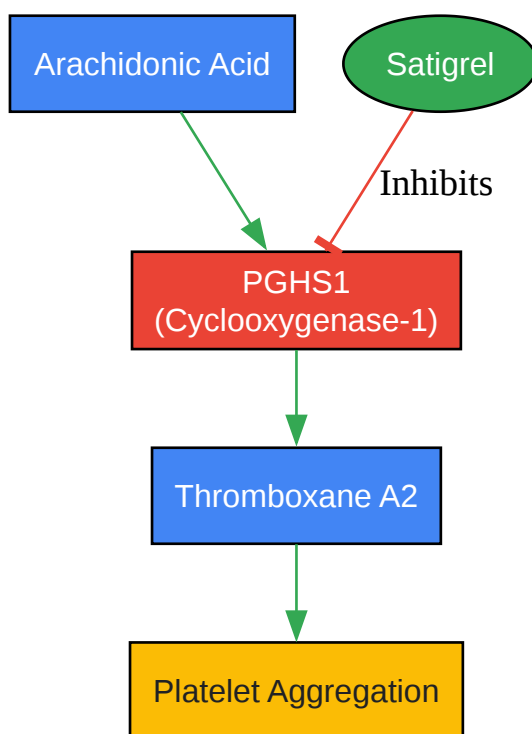 Arachidonic Acid
Satigrel
Inhibits
PGHS1
(Cyclooxygenase-1)
Thromboxane A2
Platelet Aggregation